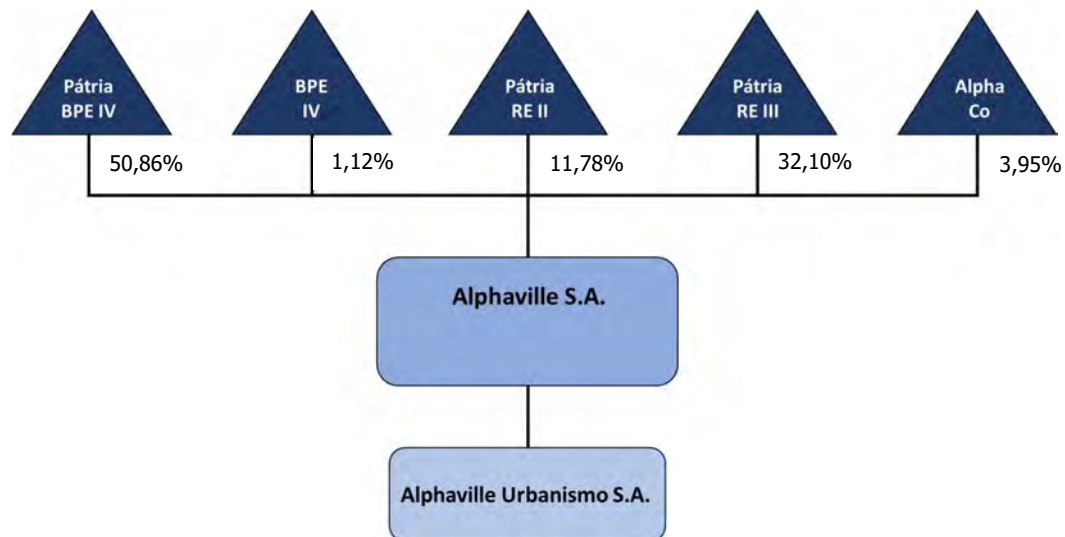 Pátria
BPE IV
BPE
IV
Pátria
RE II
Pátria
RE III
Alpha
Co
50,86%
1,12%
11,78%
32,10%
3,95%
Alphaville S.A.
Alphaville Urbanismo S.A.